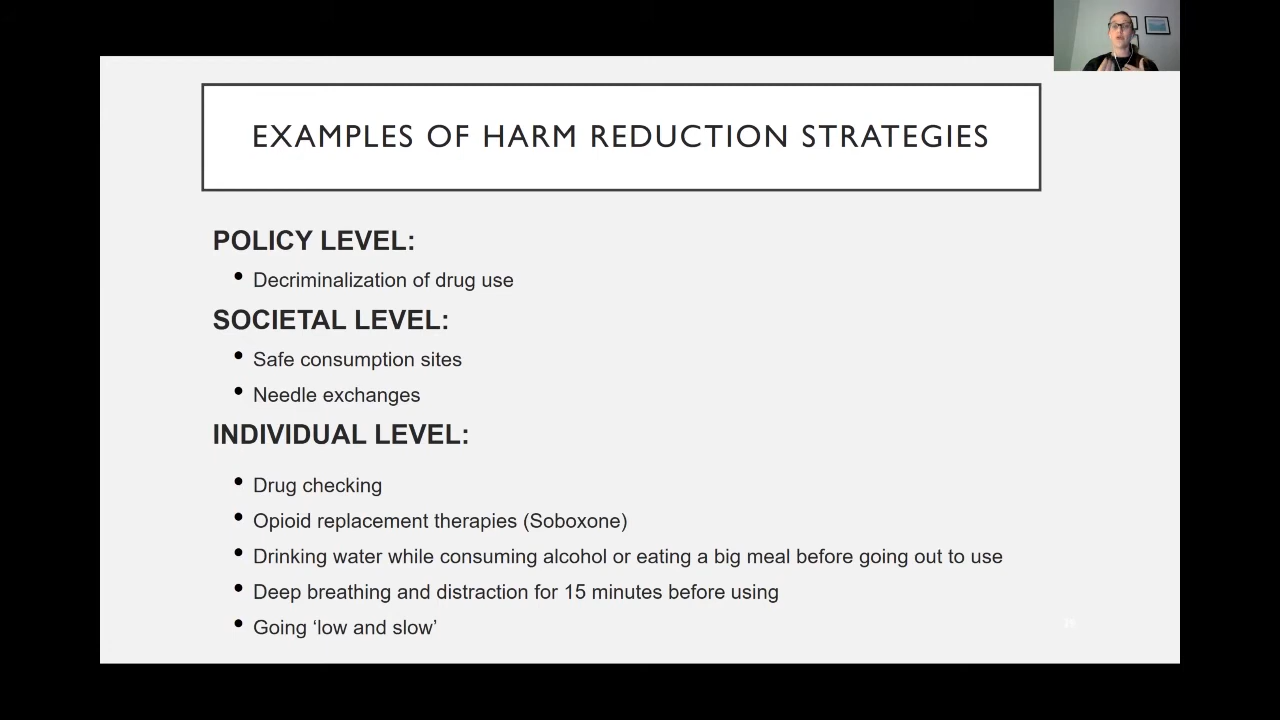 EXAMPLES OF HARM REDUCTION STRATEGIES
POLICY LEVEL:
• Decriminalization of drug use
SOCIETAL LEVEL:
• Safe consumption sites
• Needle exchanges
INDIVIDUAL LEVEL:
• Drug checking
• Opioid replacement therapies (Soboxone)
• Drinking water while consuming alcohol or eating a big meal before going out to use
• Deep breathing and distraction for 15 minutes before using
• Going ‘low and slow’